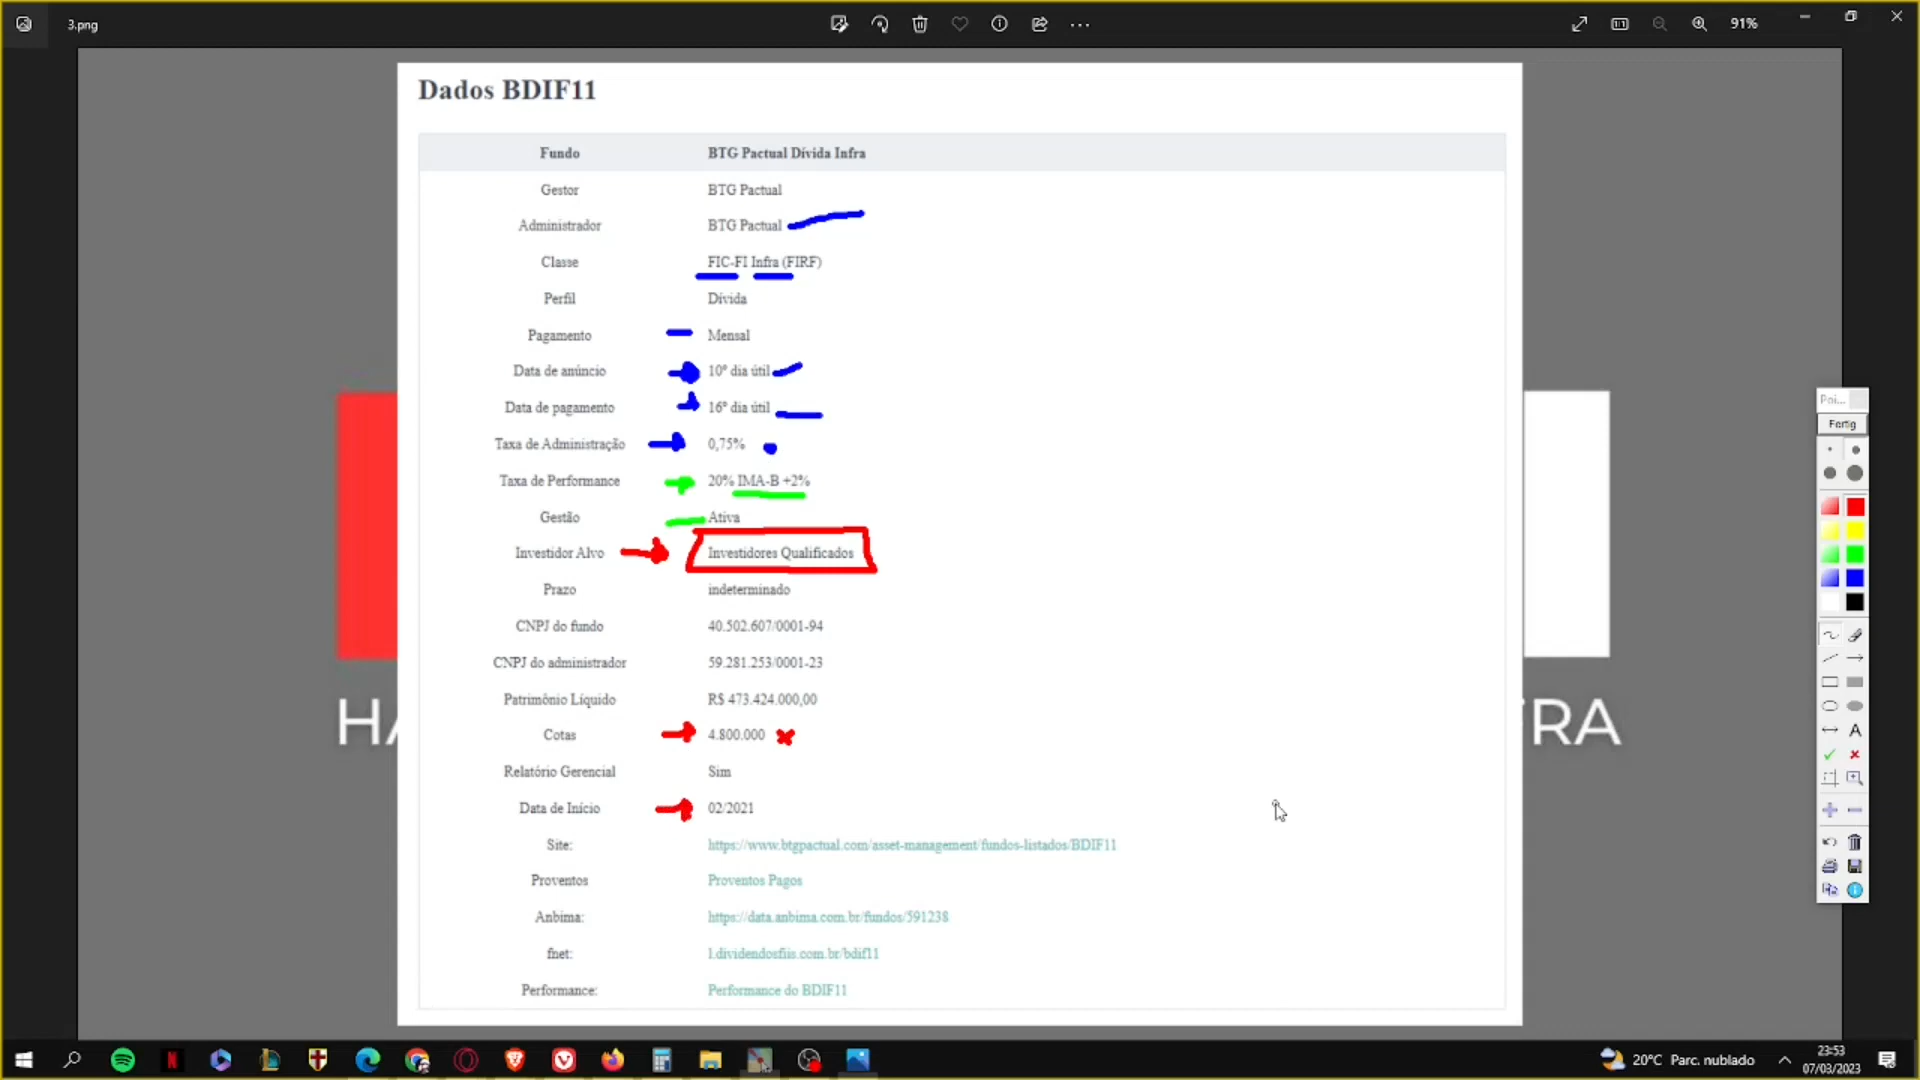 3.png
91%
Dados BDIF11
Fundo BTG Pactual Dívida Infra
Gestor BTG Pactual
Administrador BTG Pactual
Classe FIC-FI Infra (FIRF)
Perfil Dívida
Pagamento Mensal
Data de anúncio 10º dia útil
Data de pagamento 16º dia útil
Taxa de Administração 0,75%
Taxa de Performance 20% IMA-B +2%
Gestão Ativa
Investidor Alvo Investidores Qualificados
Prazo indeterminado
CNPJ do fundo 40.502.607/0001-94
CNPJ do administrador 59.281.253/0001-23
Patrimônio Líquido R$ 473.424.000,00
Cotas 4.800.000
Relatório Gerencial Sim
Data de Início 02/2021
Site: https://www.btgpactual.com/asset-management/fundos-listados/BDIF11
Proventos Proventos Pagos
Anbima: https://data.anbima.com.br/fundos/591238
fnet: l.dividendosfiis.com.br/bdif11
Performance: Performance do BDIF11
HA
FRA
Poi...
Fertig
A
20°C Parc. nublado
23:53
07/03/2023